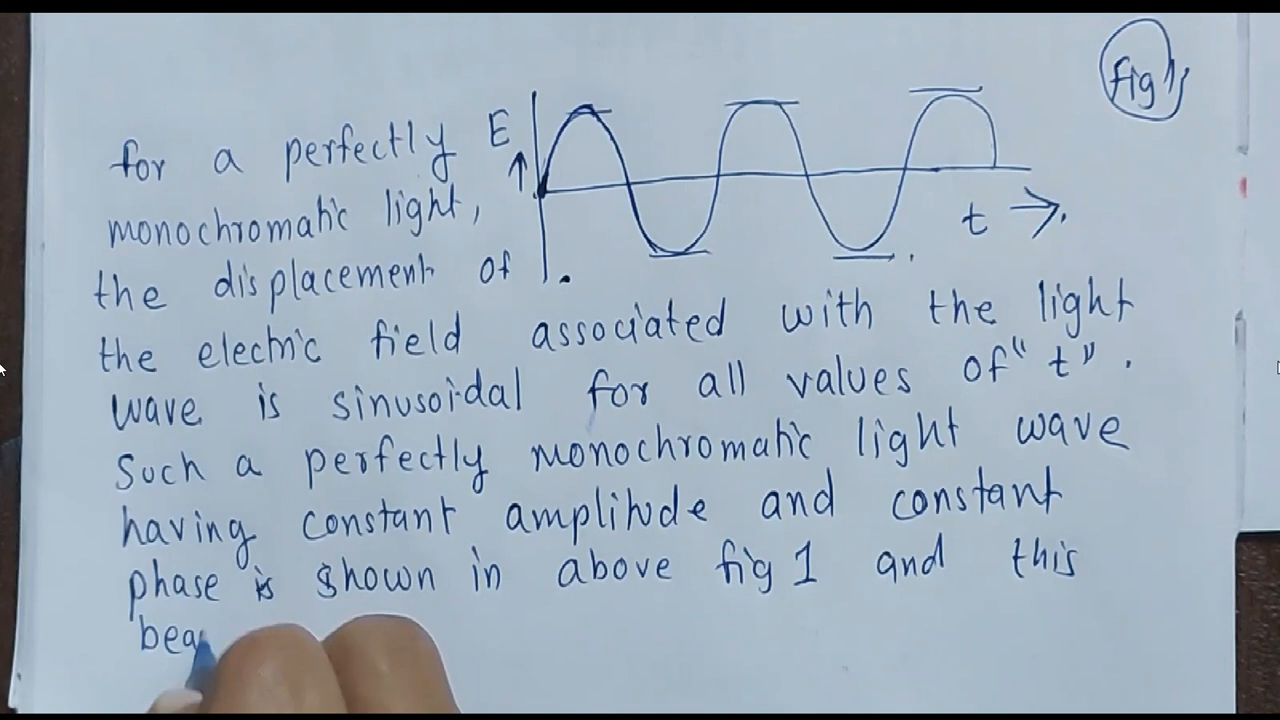 fig 1,
E
for a perfectly
monochromatic light,
t
the displacement of
the electric field associated with the light
wave is sinusoidal for all values of "t".
Such a perfectly monochromatic light wave
having constant amplitude and constant
phase is shown in above fig 1 and this
bea